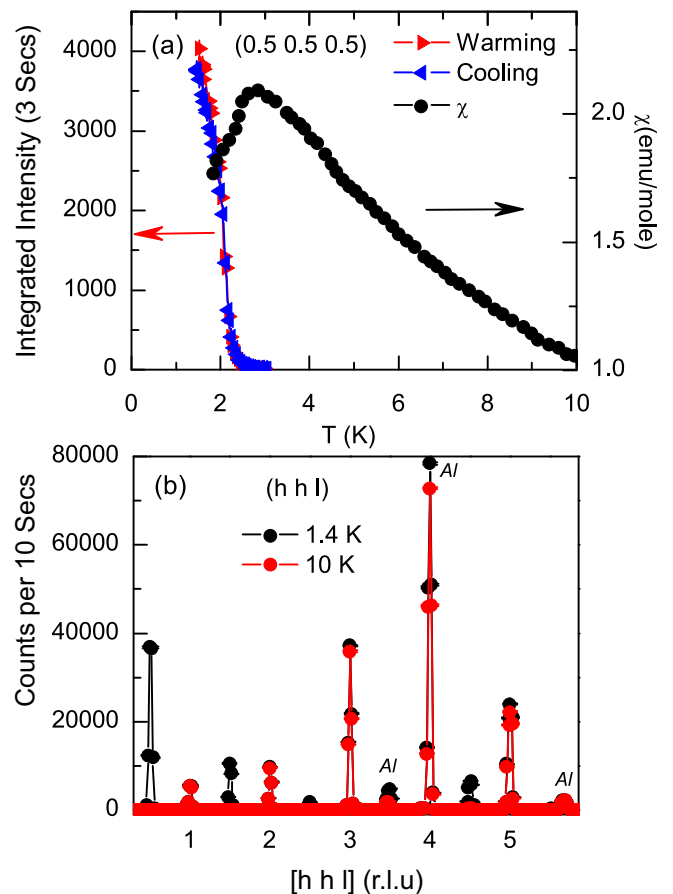 (a) (0.5 0.5 0.5)
Warming
Cooling
χ
Integrated Intensity (3 Secs)
4000
3000
2000
1000
0
χ(emu/mole)
2.0
1.5
1.0
0 2 4 6 8 10
T (K)
(b) (h h l)
1.4 K
10 K
Al
Al
Al
Counts per 10 Secs
80000
60000
40000
20000
0
1 2 3 4 5
[h h l] (r.l.u)